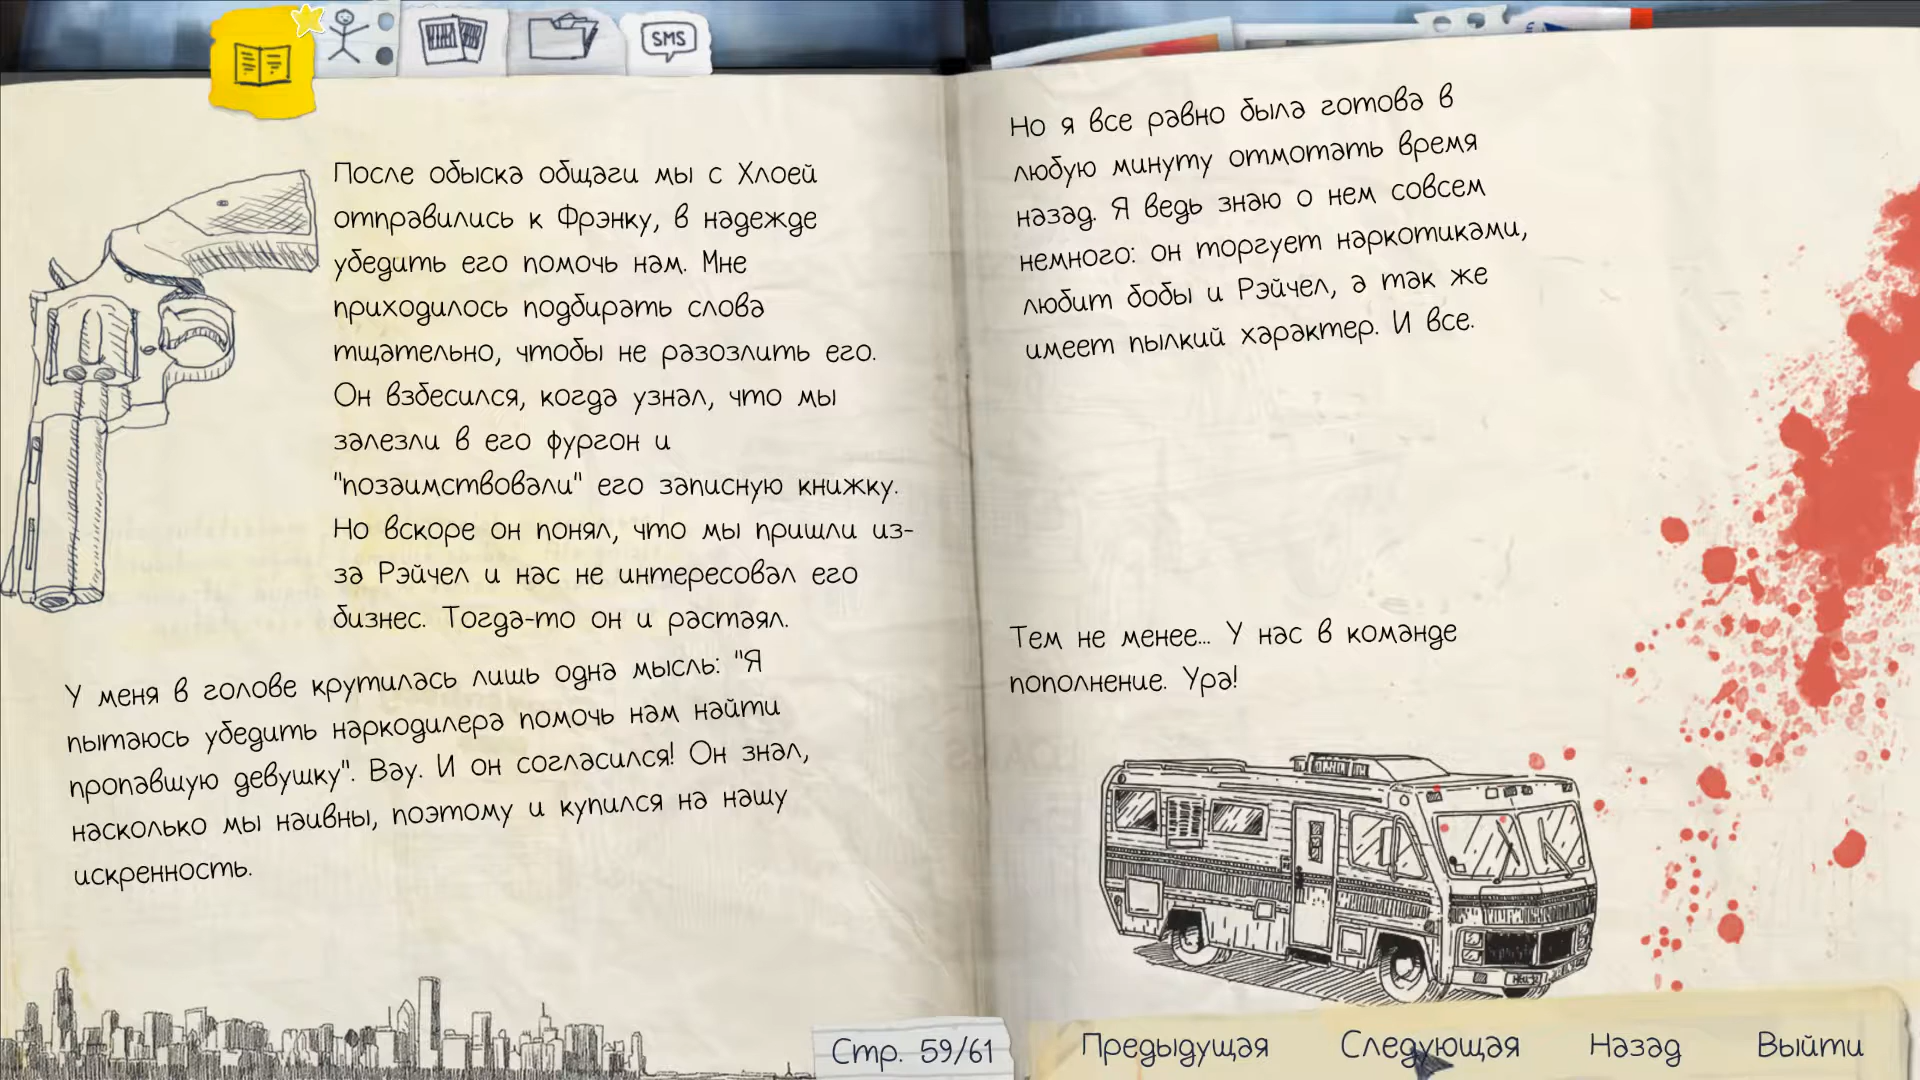 SMS
После обыска общаги мы с Хлоей
отправились к Фрэнку, в надежде
убедить его помочь нам. Мне
приходилось подбирать слова
тщательно, чтобы не разозлить его.
Он взбесился, когда узнал, что мы
залезли в его фургон и
"позаимствовали" его записную книжку.
Но вскоре он понял, что мы пришли из-
за Рэйчел и нас не интересовал его
бизнес. Тогда-то он и растаял.
У меня в голове крутилась лишь одна мысль: "Я
пытаюсь убедить наркодилера помочь нам найти
пропавшую девушку". Вау. И он согласился! Он знал,
насколько мы наивны, поэтому и купился на нашу
искренность.
Но я все равно была готова в
любую минуту отмотать время
назад. Я ведь знаю о нем совсем
немного: он торгует наркотиками,
любит бобы и Рэйчел, а так же
имеет пылкий характер. И все.
Тем не менее... У нас в команде
пополнение. Ура!
Стр. 59/61
Предыдущая Следующая Назад Выйти